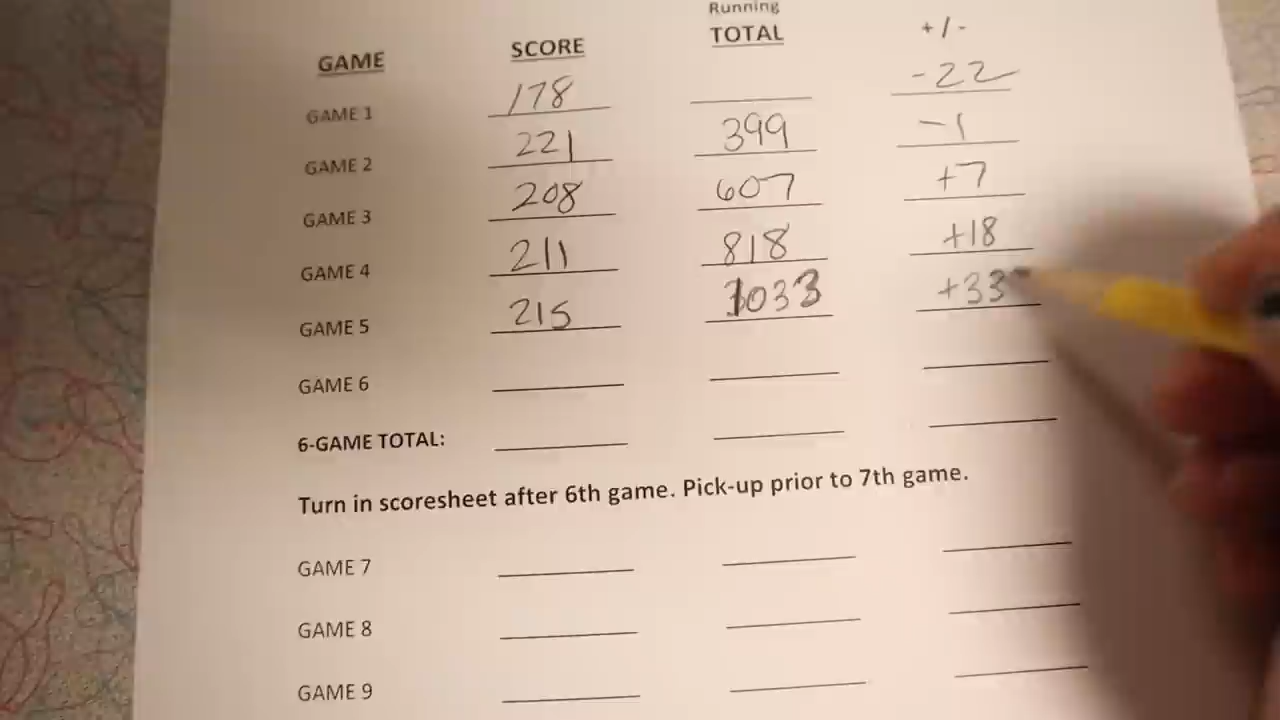 Running
GAME SCORE TOTAL +/-
GAME 1 178 -22
GAME 2 221 399 -1
GAME 3 208 607 +7
GAME 4 211 818 +18
GAME 5 215 1033 +33
GAME 6
6-GAME TOTAL:
Turn in scoresheet after 6th game. Pick-up prior to 7th game.
GAME 7
GAME 8
GAME 9